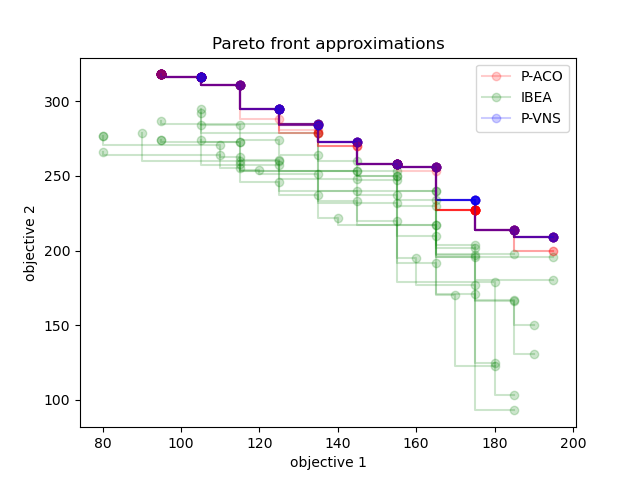 Pareto front approximations
P-ACO
IBEA
P-VNS
objective 2
300
250
200
150
100
80 100 120 140 160 180 200
objective 1